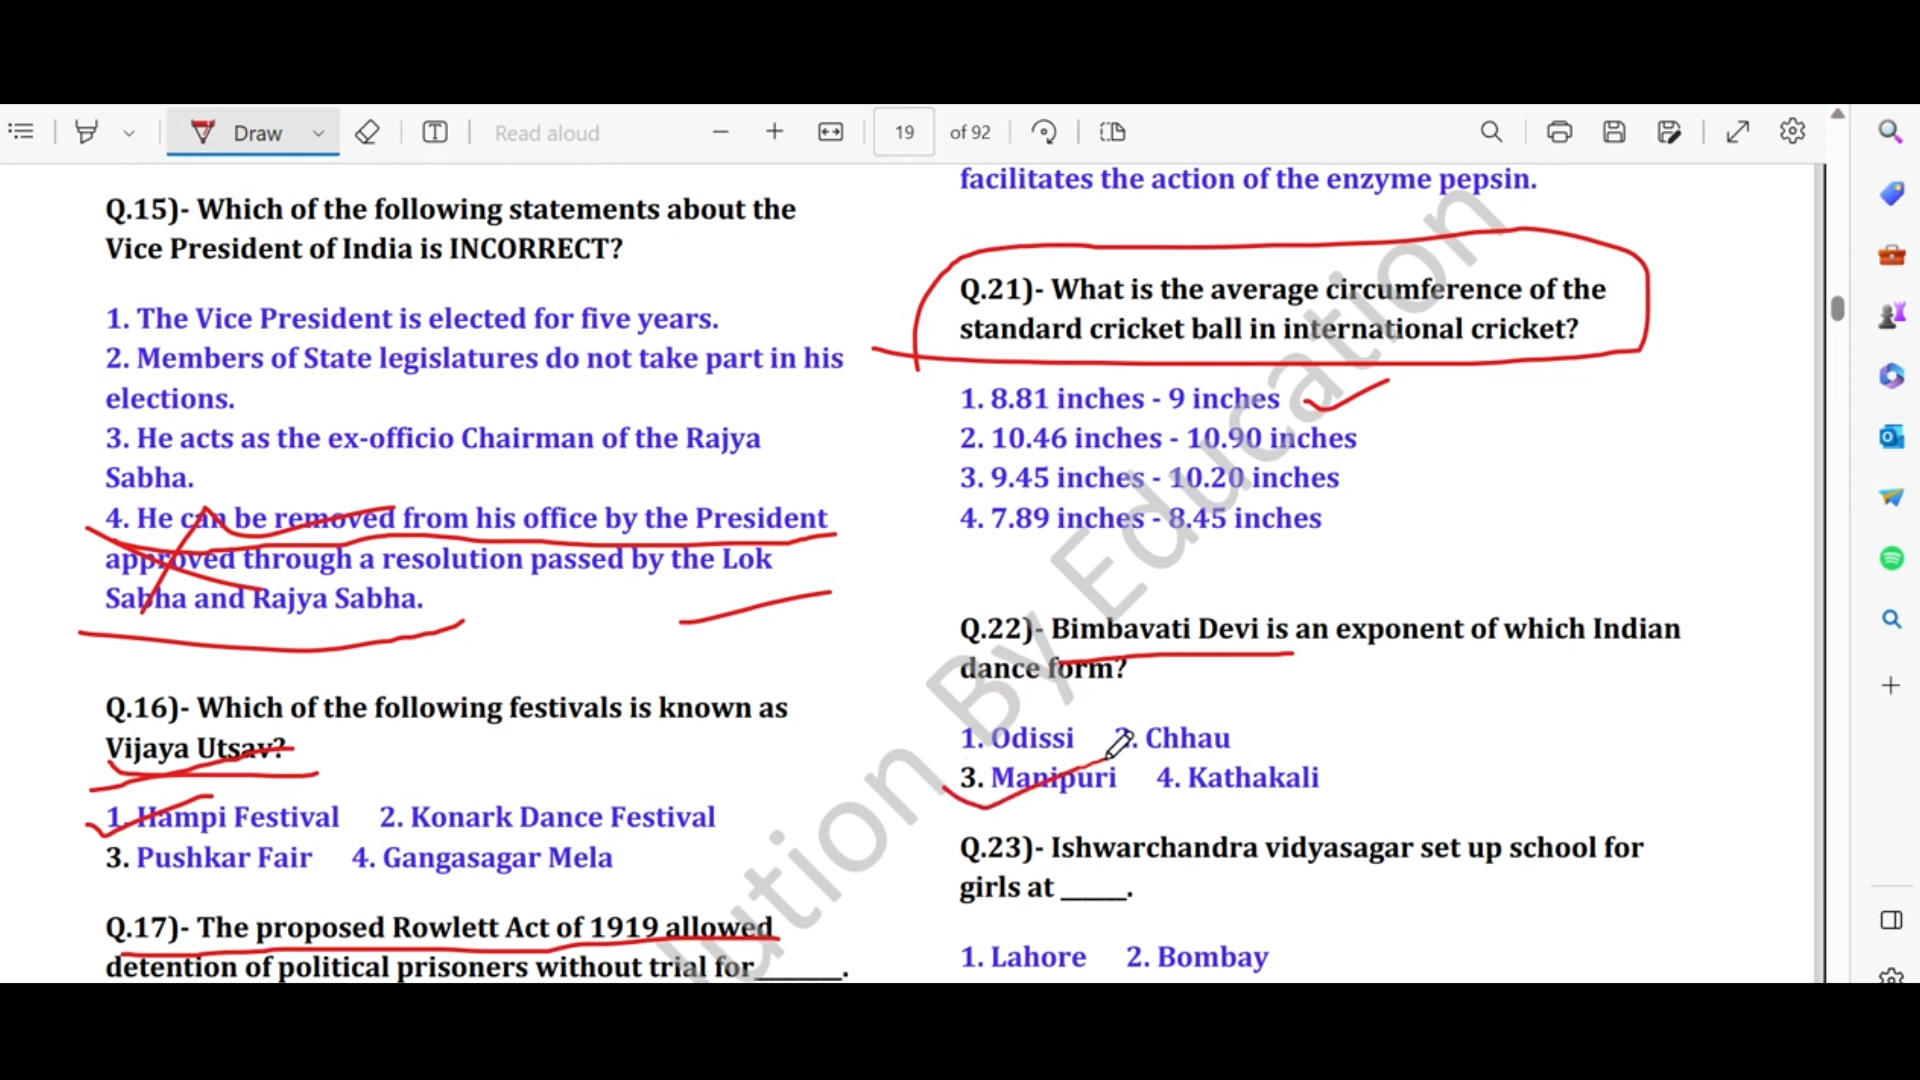 Draw
Read aloud
19
of 92
Q.15)- Which of the following statements about the
Vice President of India is INCORRECT?
1. The Vice President is elected for five years.
2. Members of State legislatures do not take part in his
elections.
3. He acts as the ex-officio Chairman of the Rajya
Sabha.
4. He can be removed from his office by the President
approved through a resolution passed by the Lok
Sabha and Rajya Sabha.
Q.16)- Which of the following festivals is known as
Vijaya Utsav?
1. Hampi Festival 2. Konark Dance Festival
3. Pushkar Fair 4. Gangasagar Mela
Q.17)- The proposed Rowlett Act of 1919 allowed
detention of political prisoners without trial for______.
facilitates the action of the enzyme pepsin.
Q.21)- What is the average circumference of the
standard cricket ball in international cricket?
1. 8.81 inches - 9 inches
2. 10.46 inches - 10.90 inches
3. 9.45 inches - 10.20 inches
4. 7.89 inches - 8.45 inches
Q.22)- Bimbavati Devi is an exponent of which Indian
dance form?
1. Odissi 2. Chhau
3. Manipuri 4. Kathakali
Q.23)- Ishwarchandra vidyasagar set up school for
girls at _____.
1. Lahore 2. Bombay
lution By Education